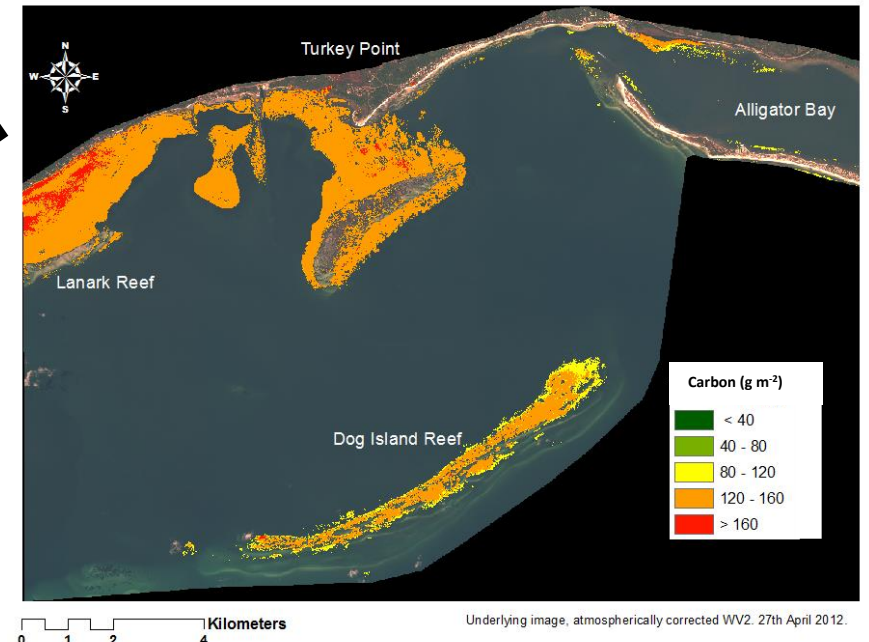 Turkey Point
N
W E
S
Alligator Bay
Lanark Reef
Carbon (g m⁻²)
< 40
40 - 80
80 - 120
120 - 160
> 160
Dog Island Reef
Kilometers
0 1 2 4
Underlying image, atmospherically corrected WV2. 27th April 2012.